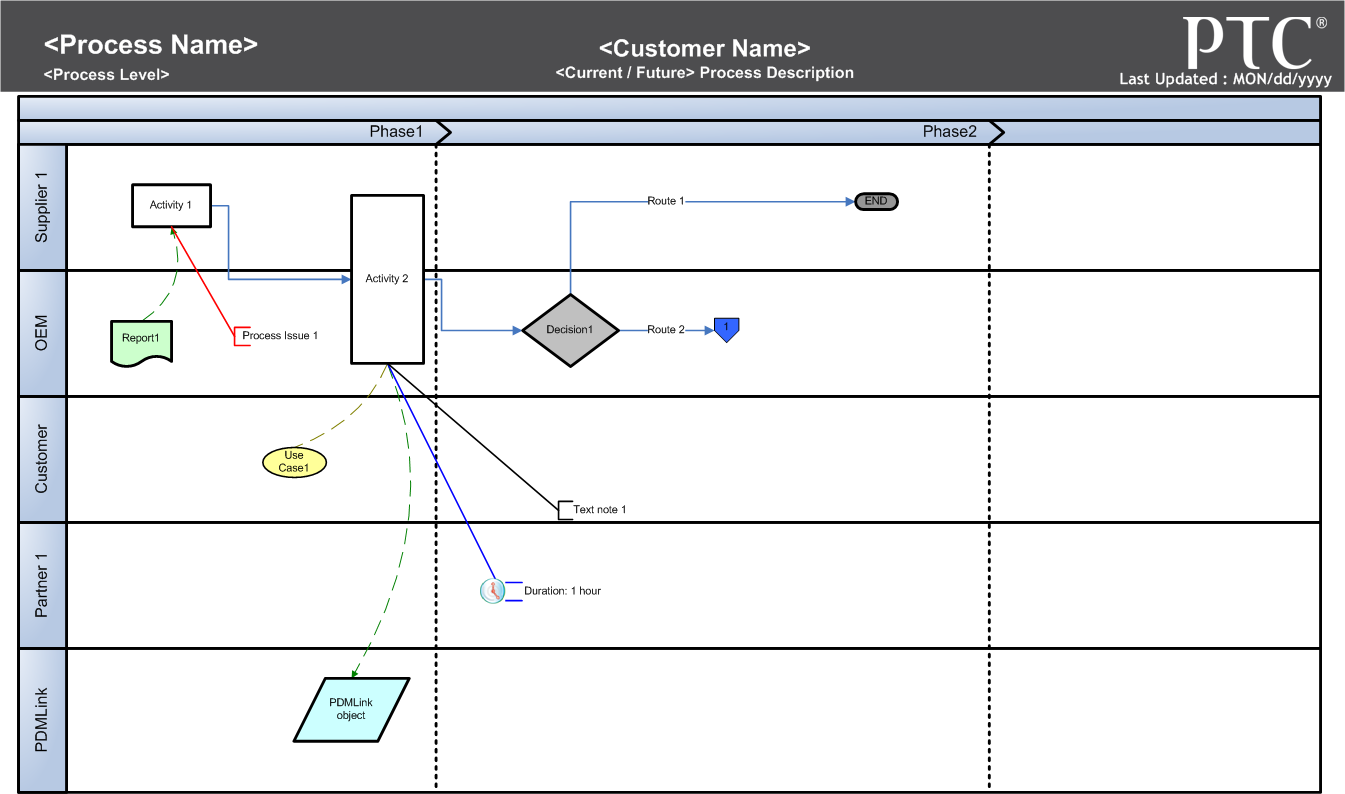 <Process Name>
<Process Level>
<Customer Name>
<Current / Future> Process Description
PTC®
Last Updated : MON/dd/yyyy
Phase1
Phase2
Supplier 1
Activity 1
Route 1
END
Activity 2
OEM
Report1
Process Issue 1
Decision1
Route 2
1
Customer
Use
Case1
Text note 1
Partner 1
Duration: 1 hour
PDMLink
PDMLink
object